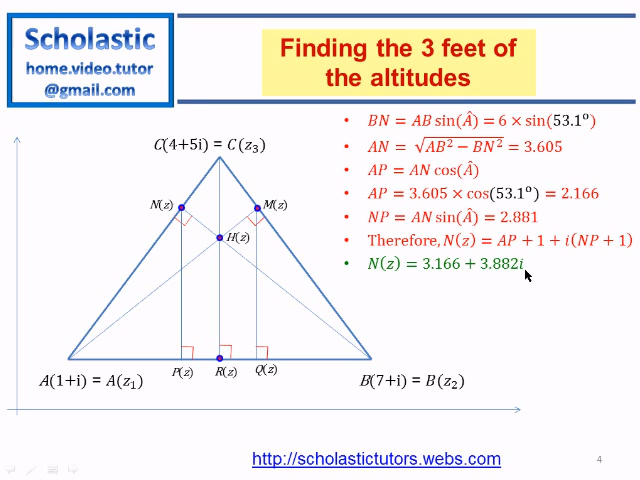 Scholastic
home.video.tutor
@gmail.com
Finding the 3 feet of
the altitudes
• BN = AB sin(Â) = 6 × sin(53.1º)
• AN = √(AB² − BN²) = 3.605
• AP = AN cos(Â)
• AP = 3.605 × cos(53.1º) = 2.166
• NP = AN sin(Â) = 2.881
• Therefore, N(z) = AP + 1 + i(NP + 1)
• N(z) = 3.166 + 3.882i
C(4+5i) = C(z₃)
N(z)
M(z)
H(z)
P(z)
R(z)
Q(z)
A(1+i) = A(z₁)
B(7+i) = B(z₂)
http://scholastictutors.webs.com
4